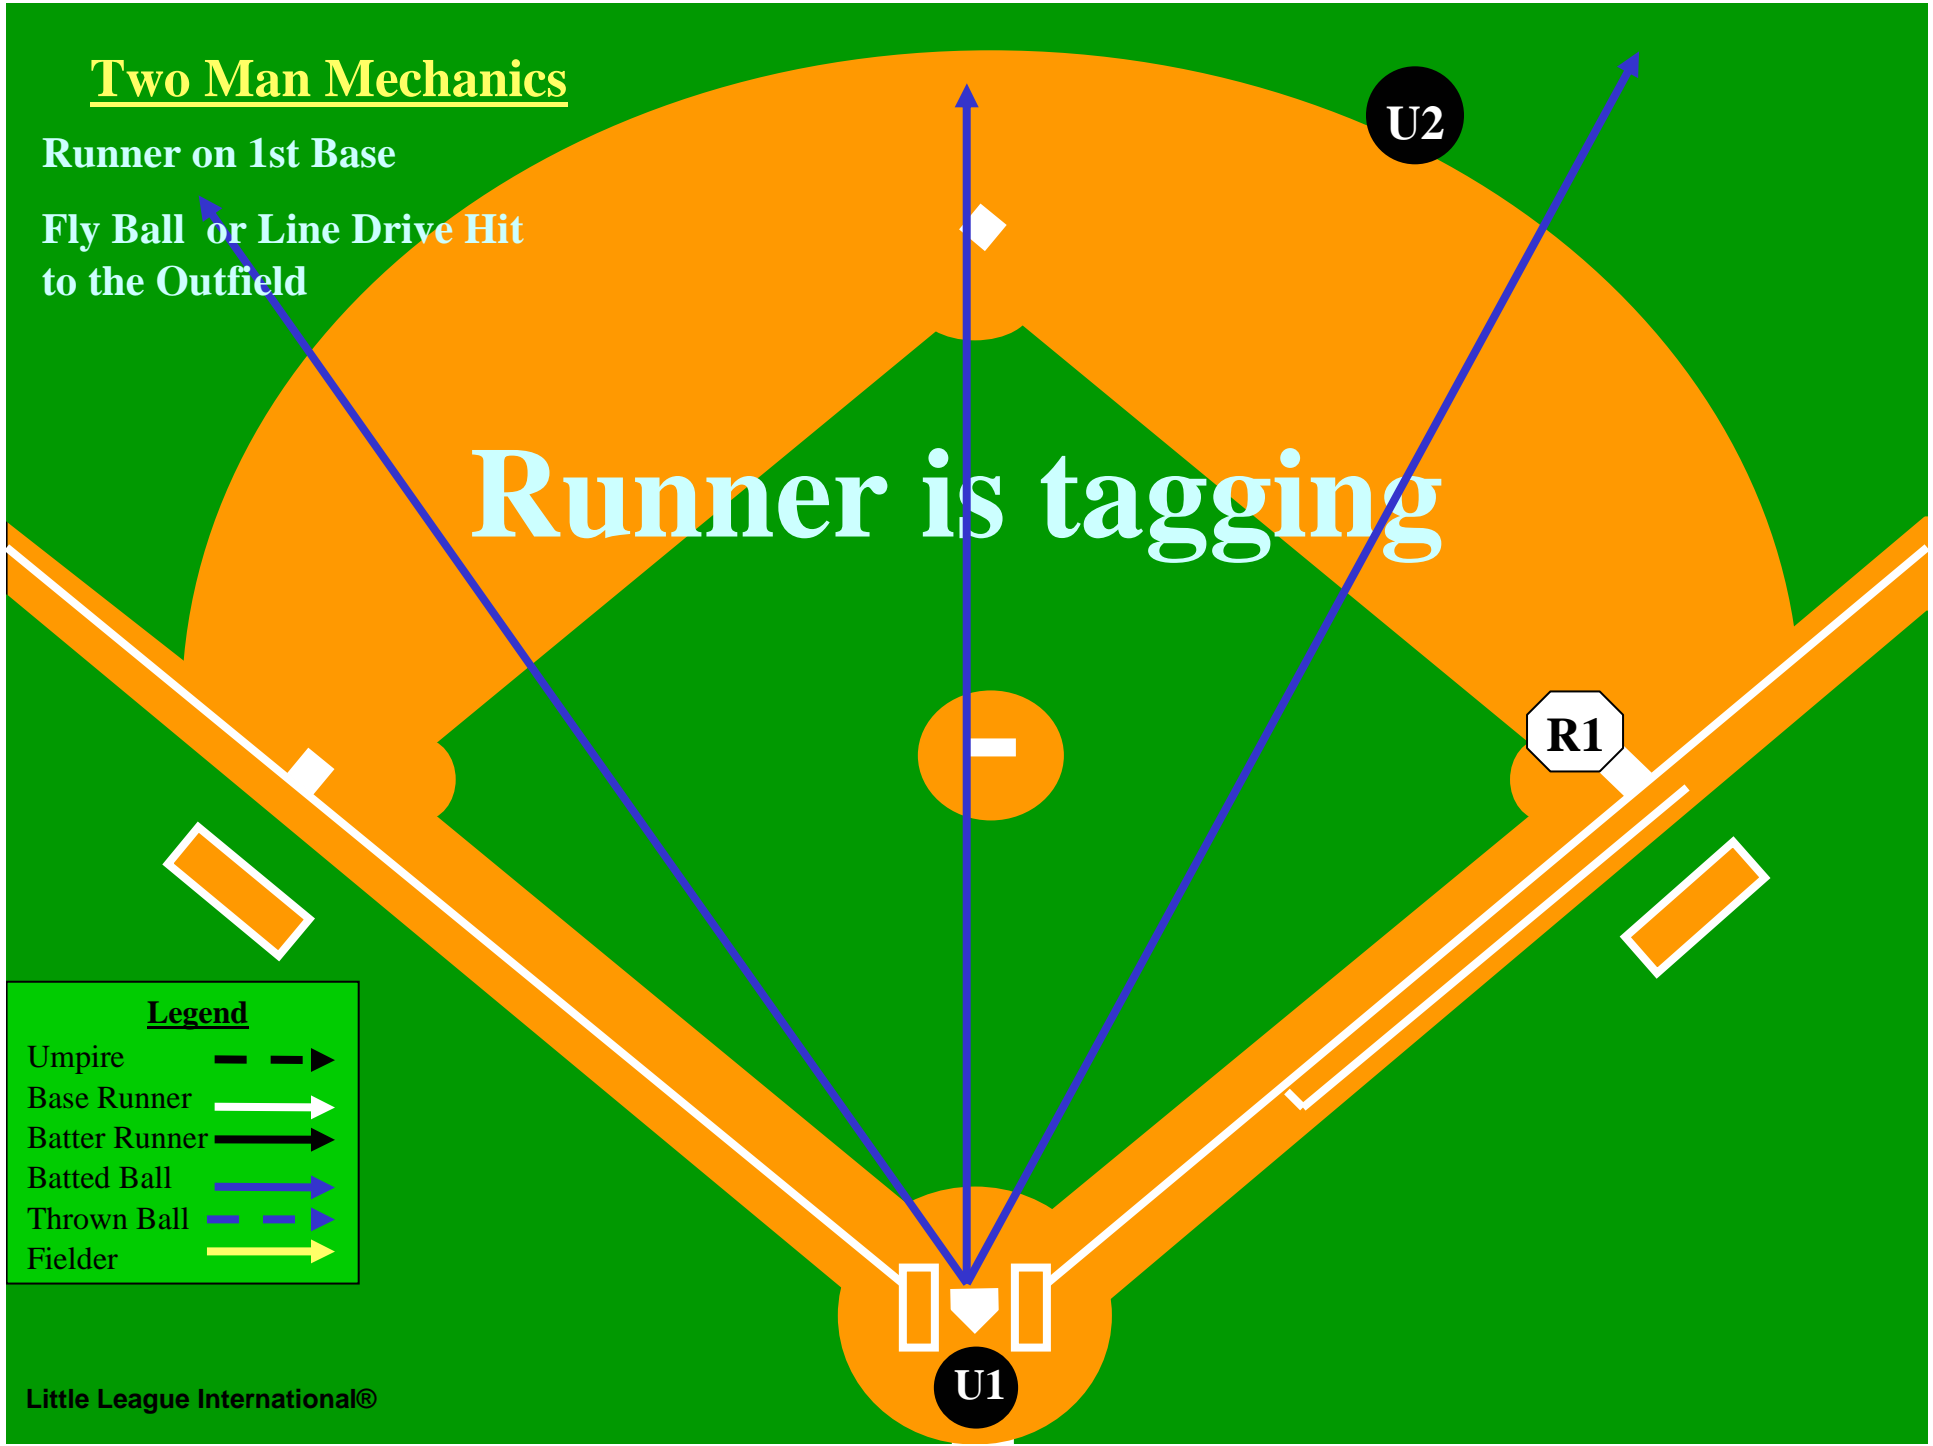 Two Man Mechanics
Runner on 1st Base
Fly Ball or Line Drive Hit
to the Outfield
U2
Runner is tagging
R1
Legend
Umpire
Base Runner
Batter Runner
Batted Ball
Thrown Ball
Fielder
U1
Little League International®